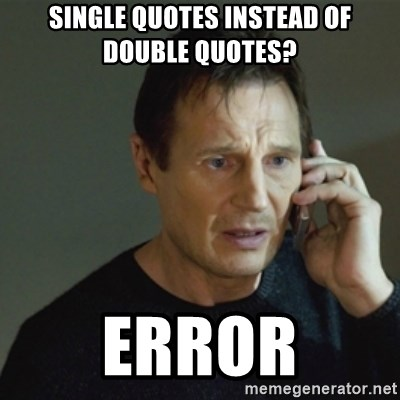 SINGLE QUOTES INSTEAD OF
DOUBLE QUOTES?
ERROR
memegenerator.net